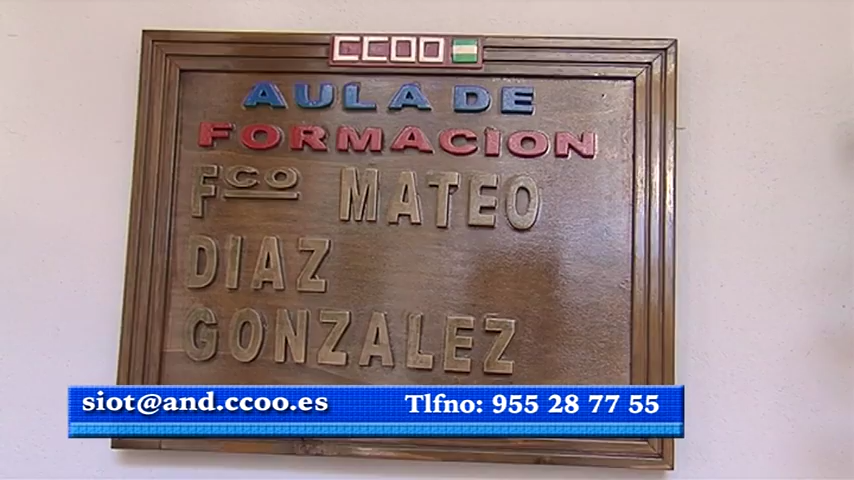 CCOO
AULA DE
FORMACION
Fco MATEO
DIAZ
GONZALEZ
siot@and.ccoo.es Tlfno: 955 28 77 55